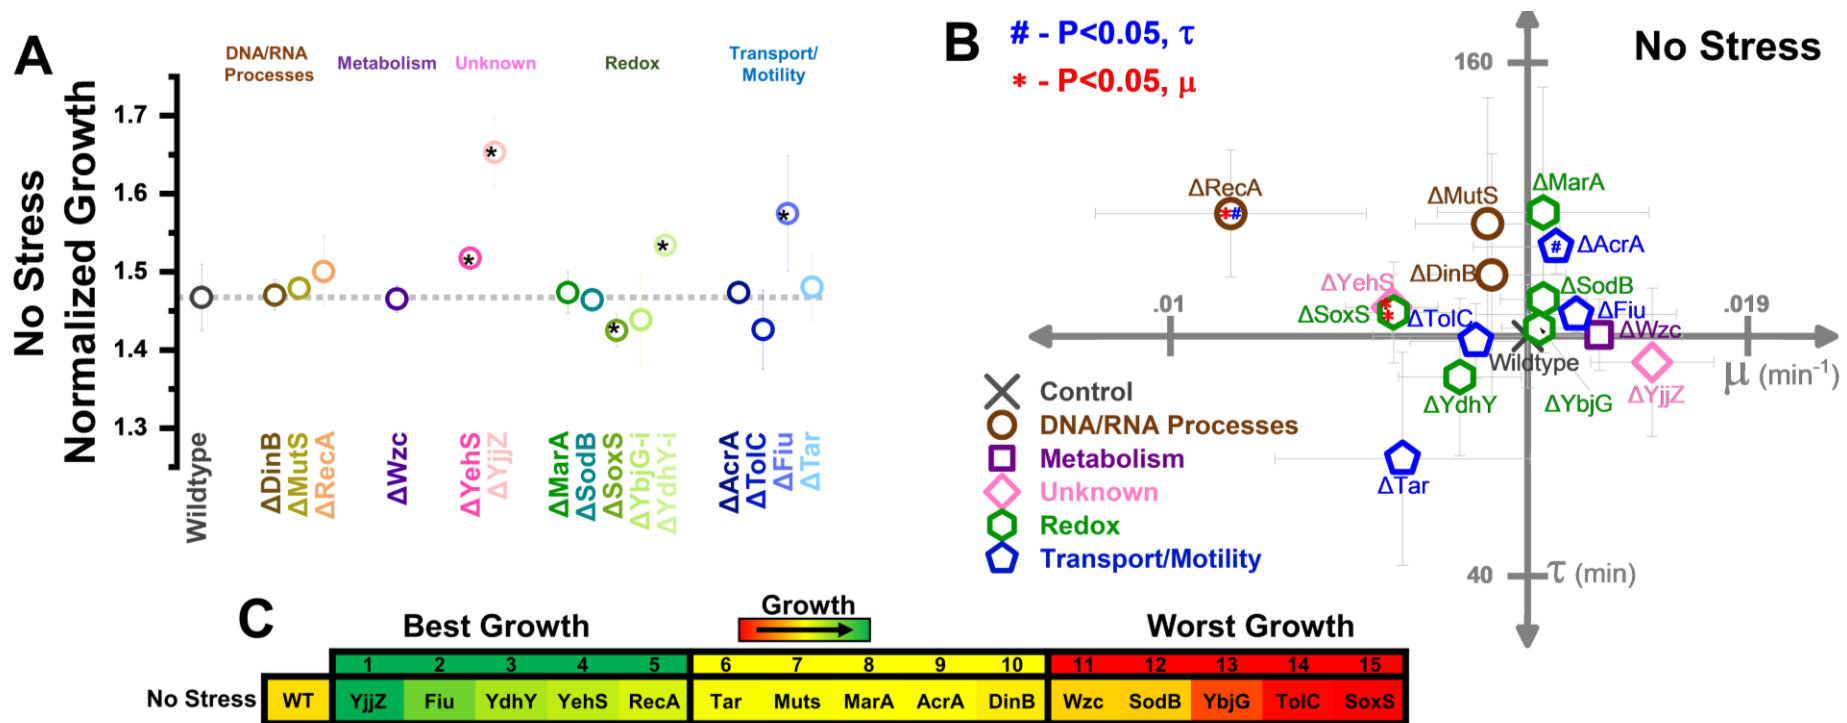 A
DNA/RNA
Processes
Metabolism
Unknown
Redox
Transport/
Motility
No Stress
Normalized Growth
1.7
1.6
1.5
1.4
1.3
*
*
*
*
*
Wildtype
ΔDinB
ΔMutS
ΔRecA
ΔWzc
ΔYehS
ΔYjjZ
ΔMarA
ΔSodB
ΔSoxS
ΔYbjG-i
ΔYdhY-i
ΔAcrA
ΔTolC
ΔFiu
ΔTar
B
# - P<0.05, τ
* - P<0.05, μ
No Stress
160
ΔRecA
*#
ΔMutS
ΔMarA
#
ΔAcrA
ΔDinB
ΔYehS
*
ΔSodB
ΔSoxS
*
ΔTolC
ΔFiu
.01
.019
ΔWzc
Wildtype
μ (min-1)
ΔYdhY
ΔYbjG
ΔYjjZ
ΔTar
40
τ (min)
Control
DNA/RNA Processes
Metabolism
Unknown
Redox
Transport/Motility
C
Best Growth
Growth
Worst Growth
1 2 3 4 5 6 7 8 9 10 11 12 13 14 15
No Stress WT YjjZ Fiu YdhY YehS RecA Tar Muts MarA AcrA DinB Wzc SodB YbjG TolC SoxS